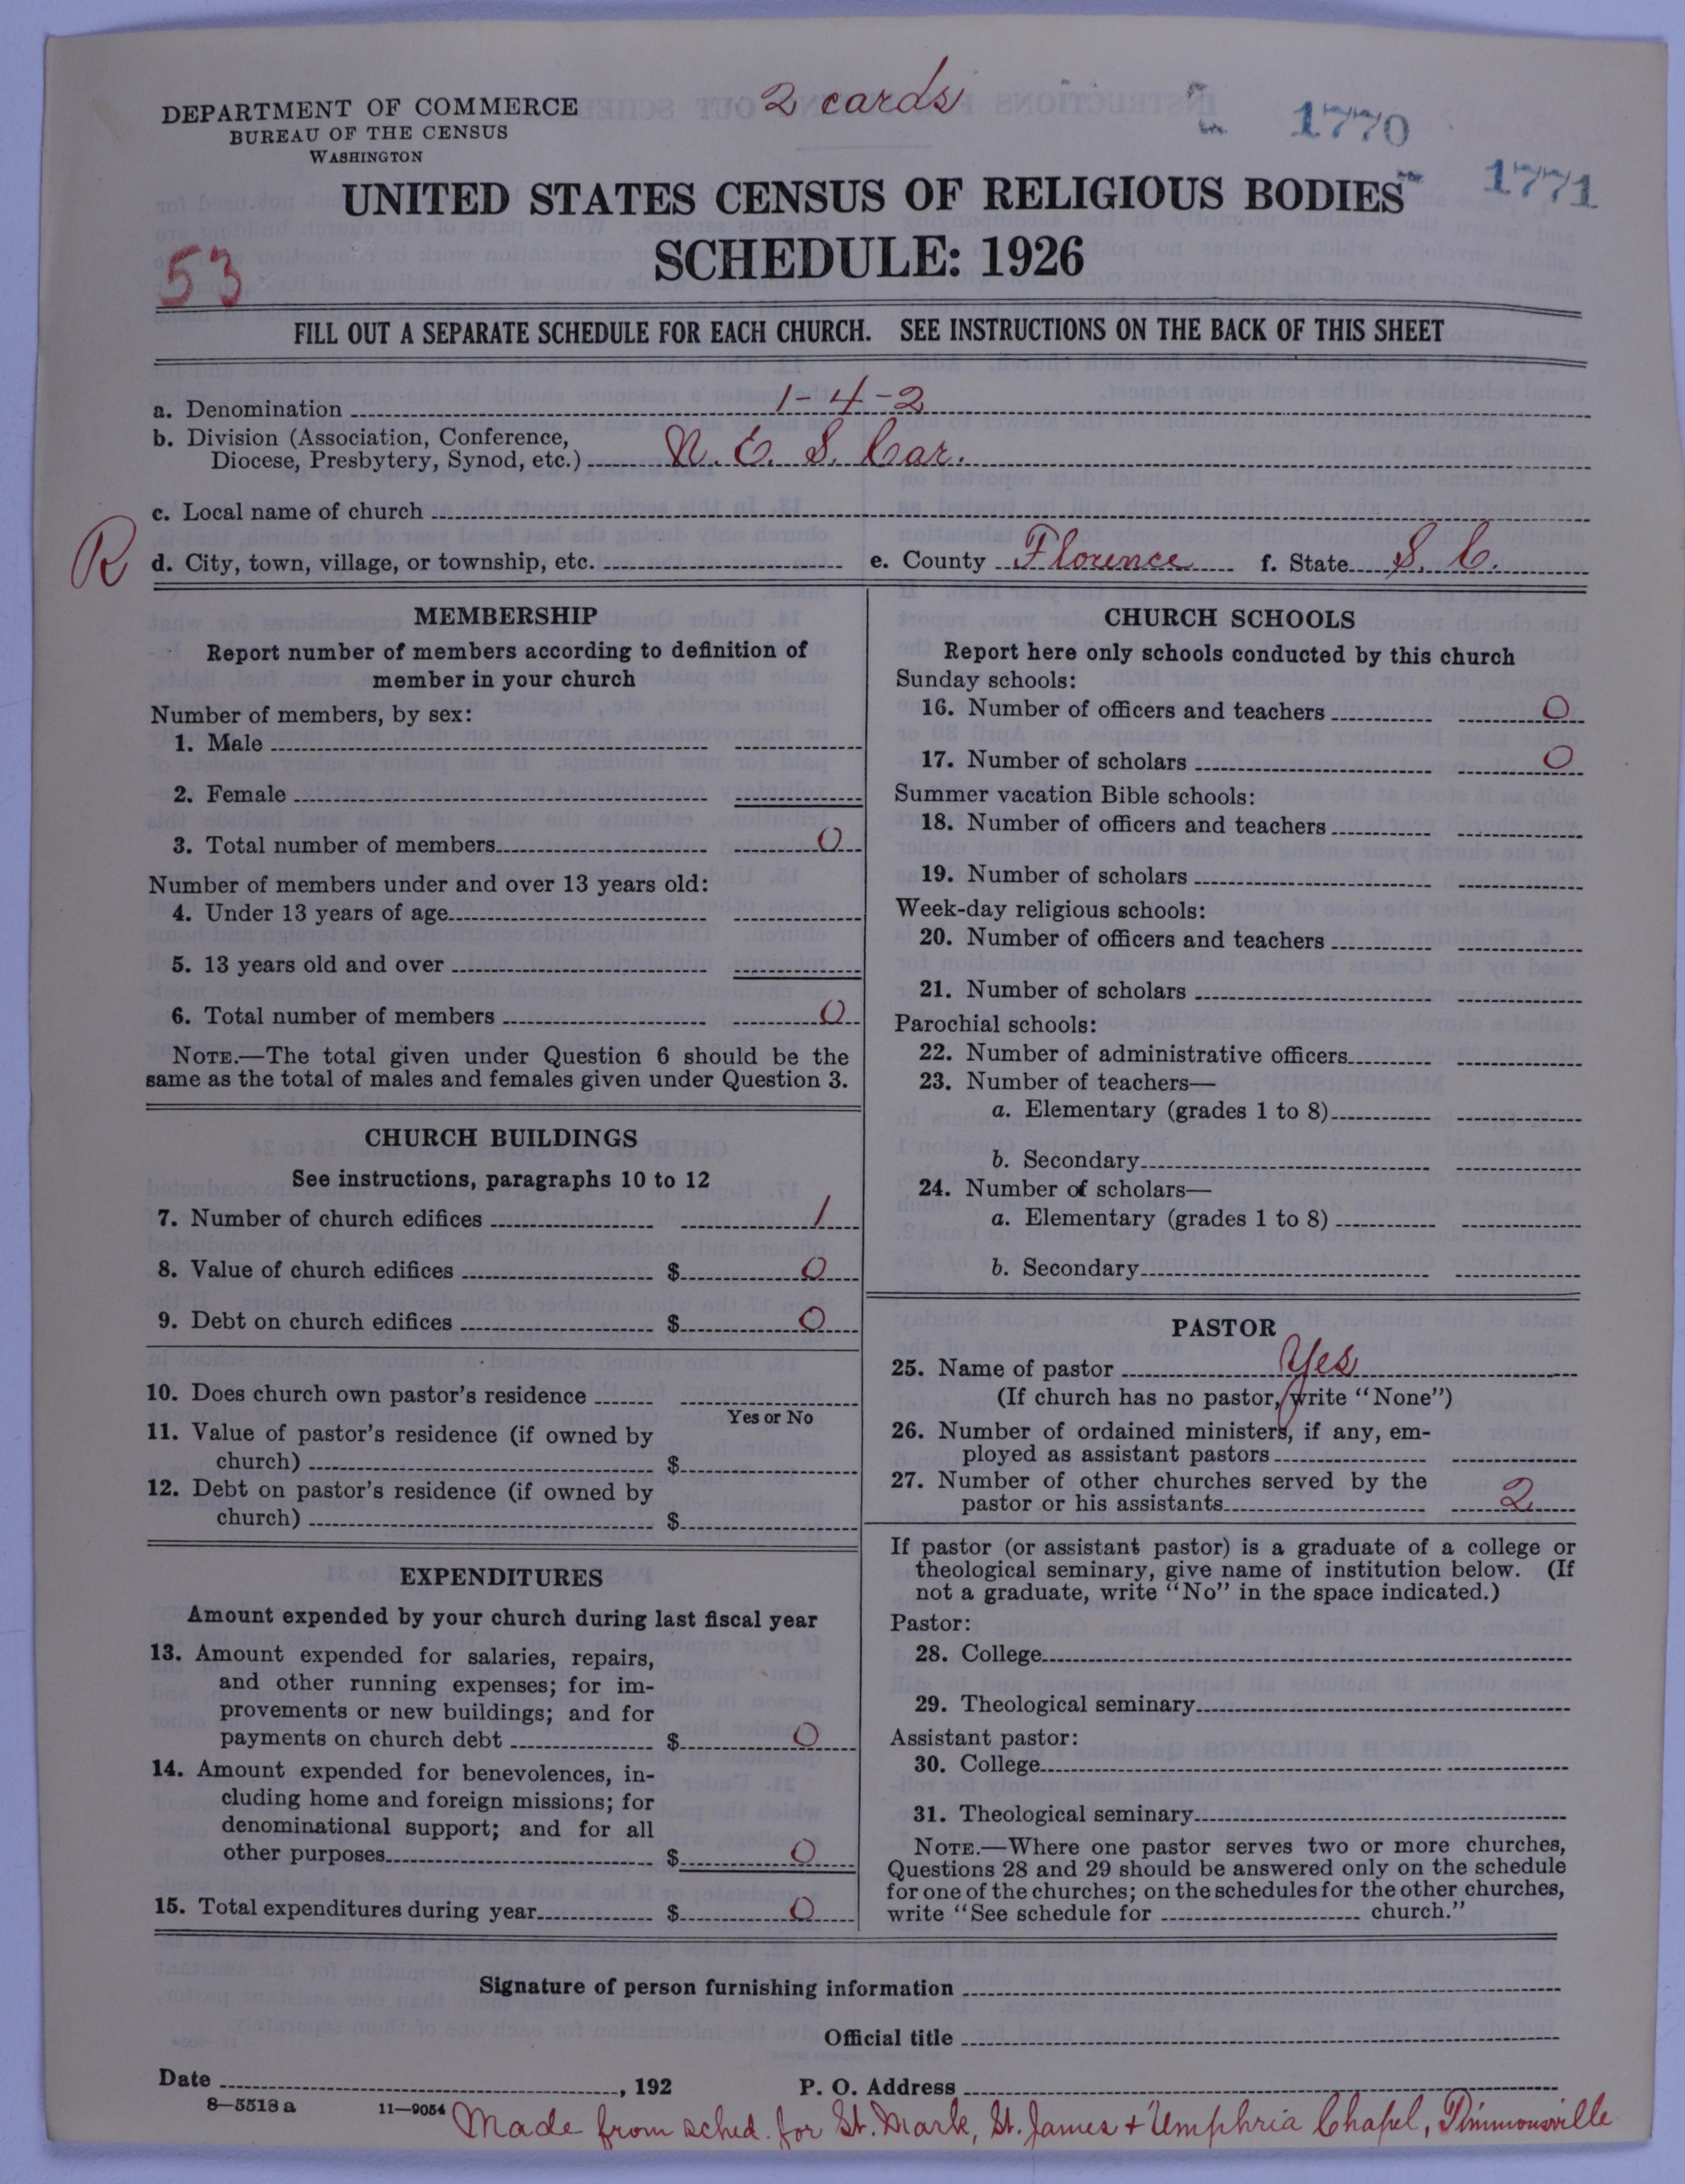 2 cards
DEPARTMENT OF COMMERCE
BUREAU OF THE CENSUS
WASHINGTON
1770
1771
UNITED STATES CENSUS OF RELIGIOUS BODIES
SCHEDULE: 1926
53
FILL OUT A SEPARATE SCHEDULE FOR EACH CHURCH. SEE INSTRUCTIONS ON THE BACK OF THIS SHEET
a. Denomination 1-4-2
b. Division (Association, Conference,
Diocese, Presbytery, Synod, etc.) N. E. S. Car.
c. Local name of church
R
d. City, town, village, or township, etc. e. County Florence f. State S. C.
MEMBERSHIP
Report number of members according to definition of
member in your church
Number of members, by sex:
1. Male
2. Female
3. Total number of members 0
Number of members under and over 13 years old:
4. Under 13 years of age
5. 13 years old and over
6. Total number of members 0
NOTE.—The total given under Question 6 should be the
same as the total of males and females given under Question 3.
CHURCH BUILDINGS
See instructions, paragraphs 10 to 12
7. Number of church edifices 1
8. Value of church edifices $ 0
9. Debt on church edifices $ 0
10. Does church own pastor's residence
Yes or No
11. Value of pastor's residence (if owned by
church) $
12. Debt on pastor's residence (if owned by
church) $
EXPENDITURES
Amount expended by your church during last fiscal year
13. Amount expended for salaries, repairs,
and other running expenses; for im-
provements or new buildings; and for
payments on church debt $ 0
14. Amount expended for benevolences, in-
cluding home and foreign missions; for
denominational support; and for all
other purposes $ 0
15. Total expenditures during year $ 0
CHURCH SCHOOLS
Report here only schools conducted by this church
Sunday schools:
16. Number of officers and teachers 0
17. Number of scholars 0
Summer vacation Bible schools:
18. Number of officers and teachers
19. Number of scholars
Week-day religious schools:
20. Number of officers and teachers
21. Number of scholars
Parochial schools:
22. Number of administrative officers
23. Number of teachers—
a. Elementary (grades 1 to 8)
b. Secondary
24. Number of scholars—
a. Elementary (grades 1 to 8)
b. Secondary
PASTOR
25. Name of pastor Yes
(If church has no pastor, write "None")
26. Number of ordained ministers, if any, em-
ployed as assistant pastors
27. Number of other churches served by the
pastor or his assistants 2
If pastor (or assistant pastor) is a graduate of a college or
theological seminary, give name of institution below. (If
not a graduate, write "No" in the space indicated.)
Pastor:
28. College
29. Theological seminary
Assistant pastor:
30. College
31. Theological seminary
NOTE.—Where one pastor serves two or more churches,
Questions 28 and 29 should be answered only on the schedule
for one of the churches; on the schedules for the other churches,
write "See schedule for church."
Signature of person furnishing information
Official title
Date , 192 P. O. Address
8—5518 a 11—9054
Made from sched. for St. Mark, St. James + Umphria Chapel, Timmonsville